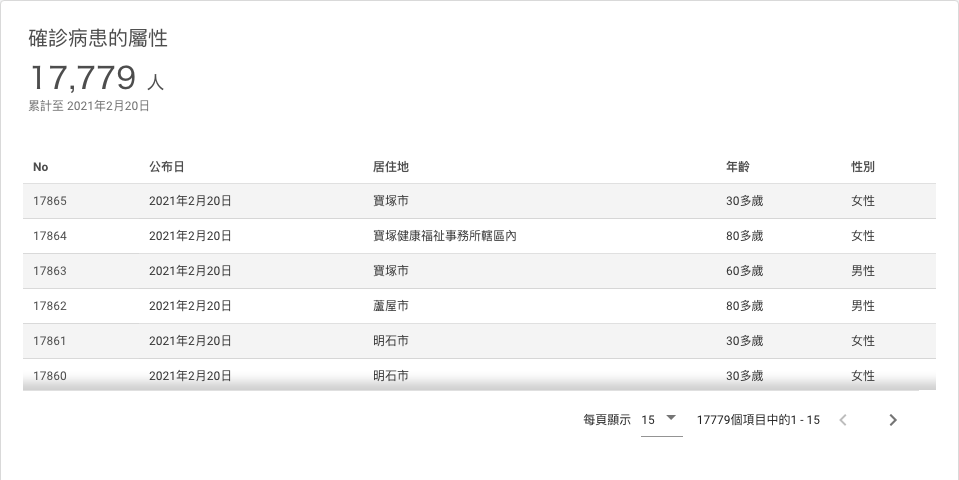 確診病患的屬性
17,779 人
累計至 2021年2月20日
No 公布日 居住地 年齡 性別
17865 2021年2月20日 寶塚市 30多歲 女性
17864 2021年2月20日 寶塚健康福祉事務所轄區內 80多歲 女性
17863 2021年2月20日 寶塚市 60多歲 男性
17862 2021年2月20日 蘆屋市 80多歲 男性
17861 2021年2月20日 明石市 30多歲 女性
17860 2021年2月20日 明石市 30多歲 女性
每頁顯示 15 17779個項目中的1 - 15